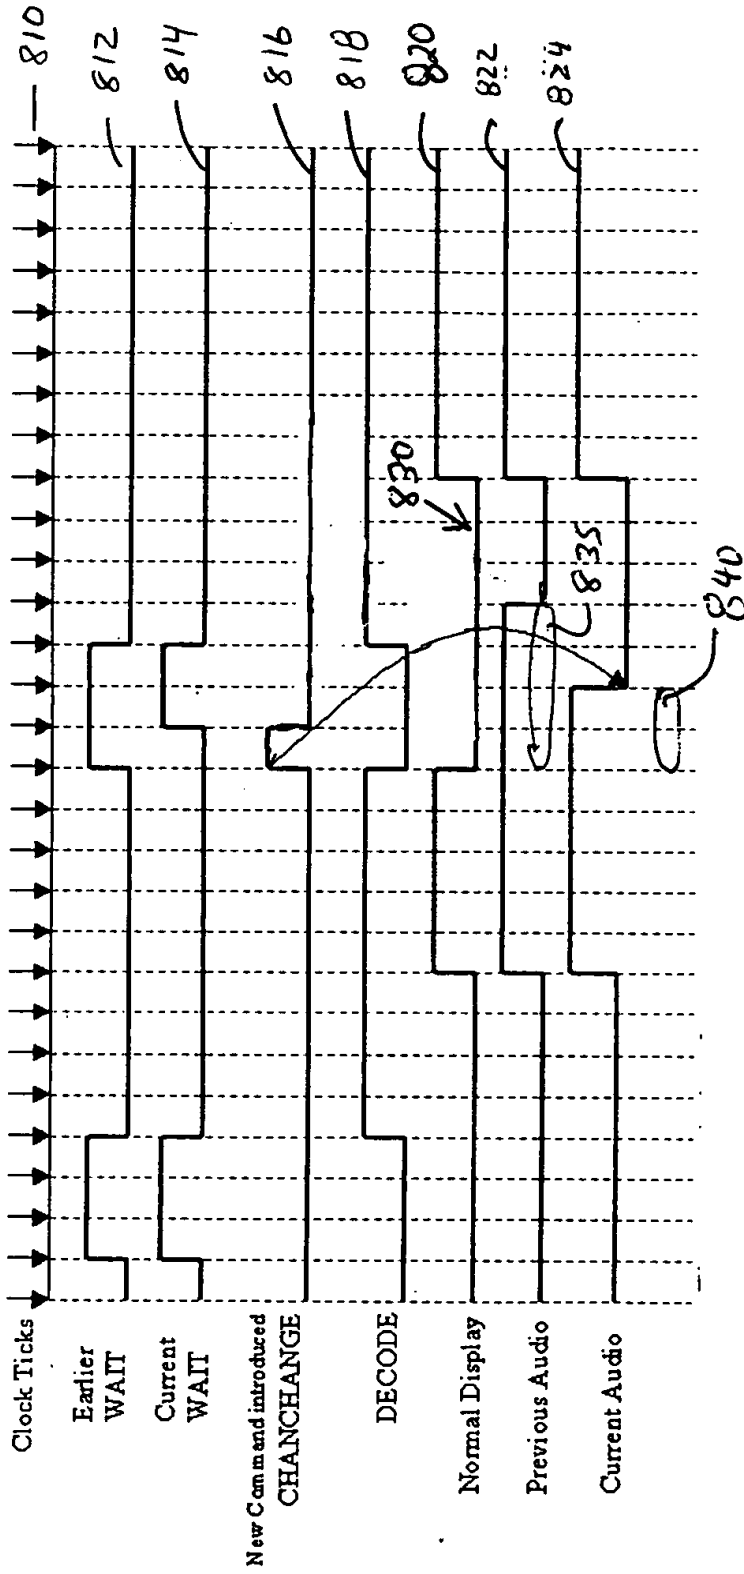 Clock Ticks
810
Earlier
WAIT
812
Current
WAIT
814
New Command introduced
CHANCHANGE
816
DECODE
818
Normal Display
820
830
Previous Audio
822
835
Current Audio
824
840